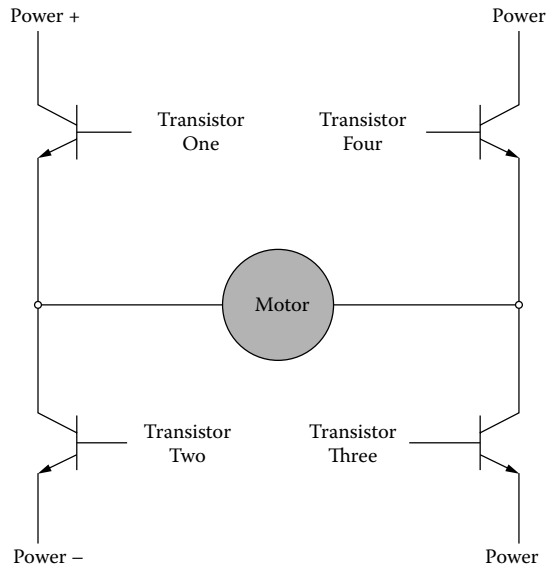 Power +
Power
Transistor
One
Transistor
Four
Motor
Transistor
Two
Transistor
Three
Power –
Power